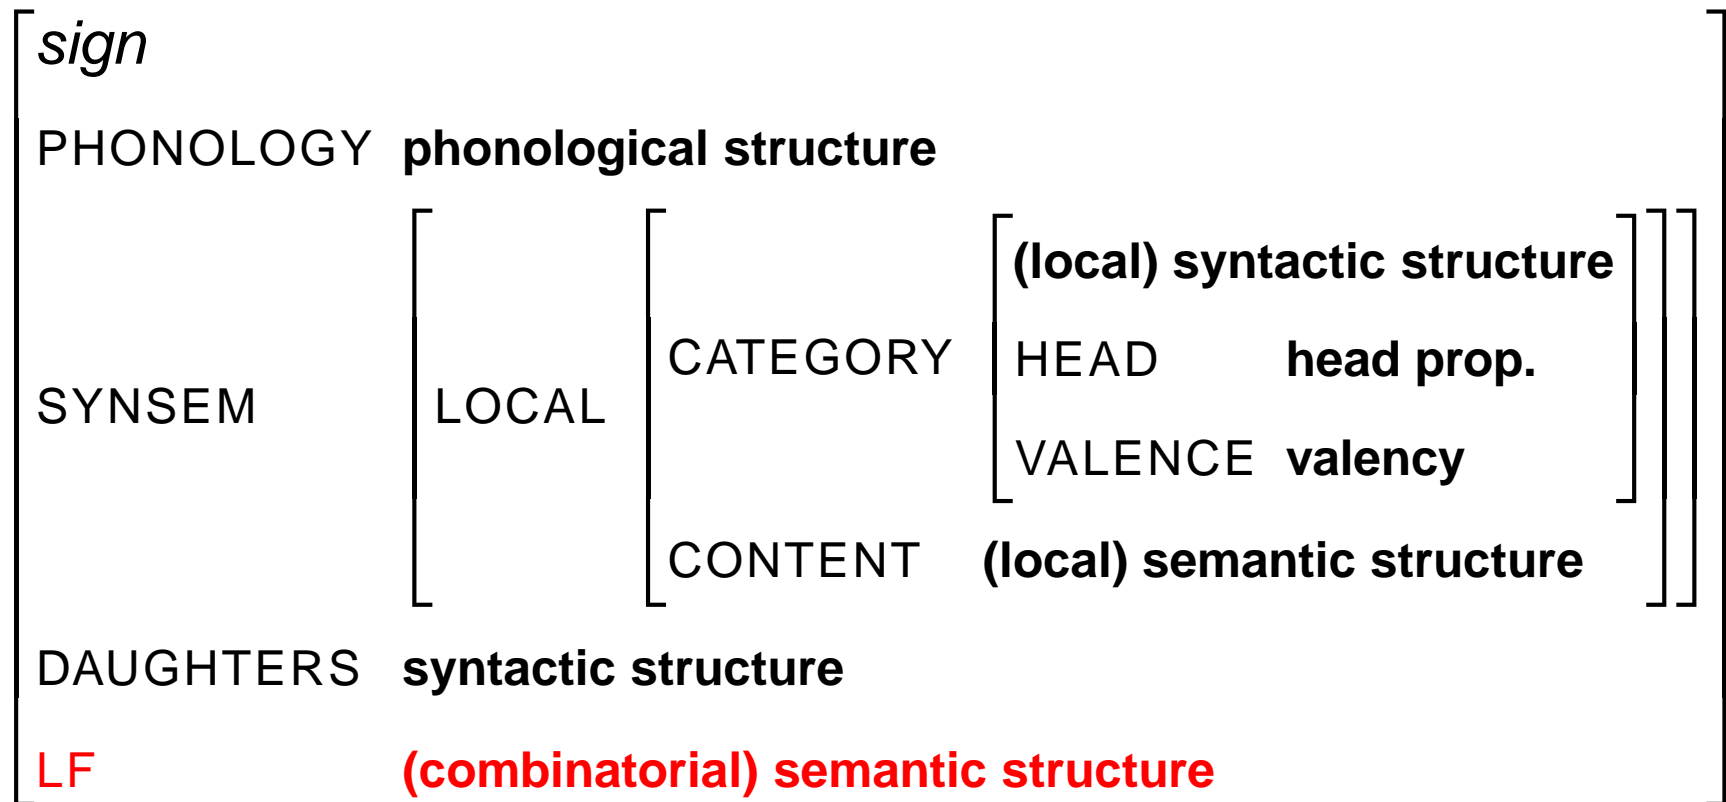 sign
PHONOLOGY phonological structure
(local) syntactic structure
CATEGORY HEAD head prop.
SYNSEM LOCAL
VALENCE valency
CONTENT (local) semantic structure
DAUGHTERS syntactic structure
LF (combinatorial) semantic structure